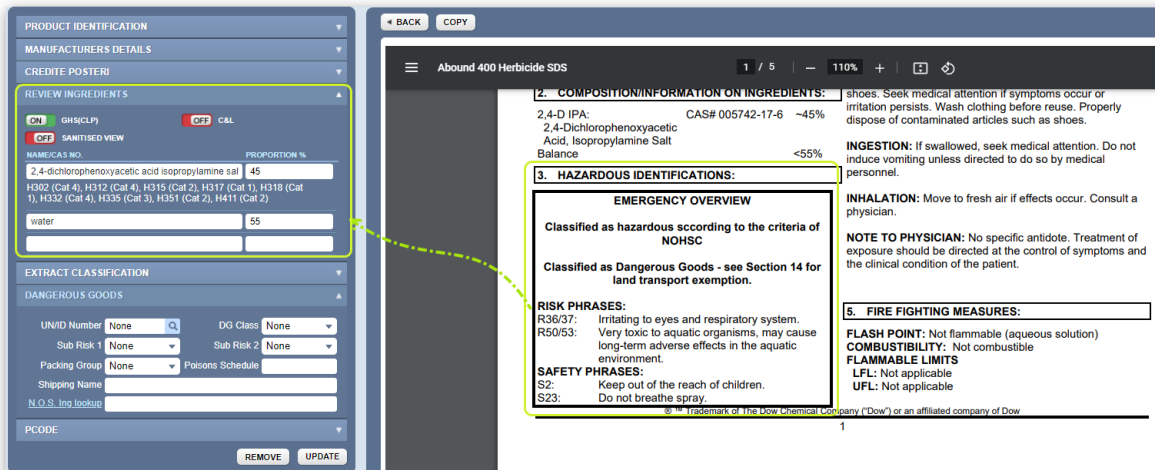 PRODUCT IDENTIFICATION
MANUFACTURERS DETAILS
CREDITE POSTERI
REVIEW INGREDIENTS
ON GHS(CLP) OFF C&L
OFF SANITISED VIEW
NAME/CAS NO. PROPORTION %
2,4-dichlorophenoxyacetic acid isopropylamine sal 45
H302 (Cat 4), H312 (Cat 4), H315 (Cat 2), H317 (Cat 1), H318 (Cat
1), H332 (Cat 4), H335 (Cat 3), H351 (Cat 2), H411 (Cat 2)
water 55
EXTRACT CLASSIFICATION
DANGEROUS GOODS
UN/ID Number None DG Class None
Sub Risk 1 None Sub Risk 2 None
Packing Group None Poisons Schedule
Shipping Name
N.O.S. Ing lookup
PCODE
REMOVE UPDATE
BACK COPY
Abound 400 Herbicide SDS 1 / 5 110%
2. COMPOSITION/INFORMATION ON INGREDIENTS:
2,4-D IPA: CAS# 005742-17-6 ~45%
2,4-Dichlorophenoxyacetic
Acid, Isopropylamine Salt
Balance <55%
3. HAZARDOUS IDENTIFICATIONS:
EMERGENCY OVERVIEW
Classified as hazardous sccording to the criteria of
NOHSC
Classified as Dangerous Goods - see Section 14 for
land transport exemption.
RISK PHRASES:
R36/37: Irritating to eyes and respiratory system.
R50/53: Very toxic to aquatic organisms, may cause
long-term adverse effects in the aquatic
environment.
SAFETY PHRASES:
S2: Keep out of the reach of children.
S23: Do not breathe spray.
shoes. Seek medical attention if symptoms occur or
irritation persists. Wash clothing before reuse. Properly
dispose of contaminated articles such as shoes.
INGESTION: If swallowed, seek medical attention. Do not
induce vomiting unless directed to do so by medical
personnel.
INHALATION: Move to fresh air if effects occur. Consult a
physician.
NOTE TO PHYSICIAN: No specific antidote. Treatment of
exposure should be directed at the control of symptoms and
the clinical condition of the patient.
5. FIRE FIGHTING MEASURES:
FLASH POINT: Not flammable (aqueous solution)
COMBUSTIBILITY: Not combustible
FLAMMABLE LIMITS
LFL: Not applicable
UFL: Not applicable
® ™ Trademark of The Dow Chemical Company ("Dow") or an affiliated company of Dow
1